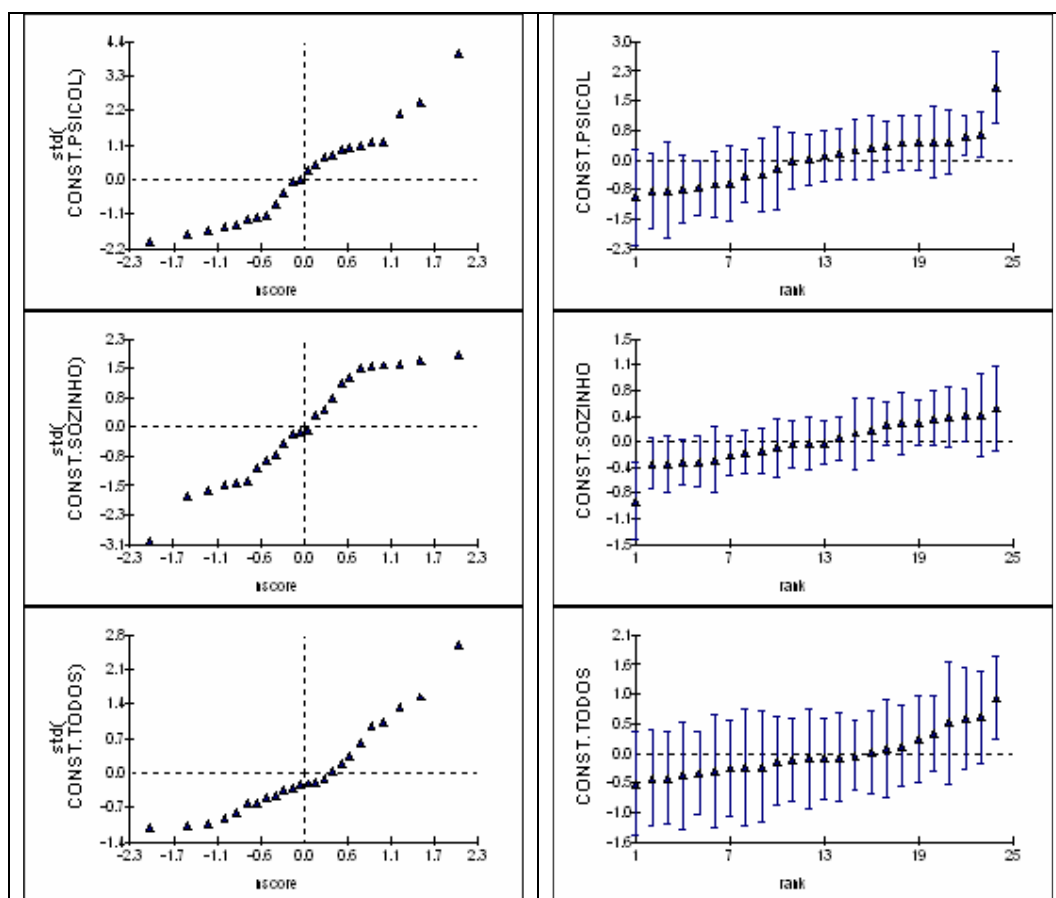 4.4
3.3
2.2
1.1
0.0
-1.1
-2.2
std(
CONST.PSICOL)
-2.3 -1.7 -1.1 -0.6 0.0 0.6 1.1 1.7 2.3
nscore
3.0
2.3
1.5
0.8
0.0
-0.8
-1.5
-2.3
CONST.PSICOL
1 7 13 19 25
rank
2.3
1.5
0.8
0.0
-0.8
-1.5
-2.3
-3.1
std(
CONST.SOZINHO)
-2.3 -1.7 -1.1 -0.6 0.0 0.6 1.1 1.7 2.3
nscore
1.5
1.1
0.8
0.4
0.0
-0.4
-0.8
-1.1
-1.5
CONST.SOZINHO
1 7 13 19 25
rank
2.8
2.1
1.4
0.7
0.0
-0.7
-1.4
std(
CONST.TODOS)
-2.3 -1.7 -1.1 -0.6 0.0 0.6 1.1 1.7 2.3
nscore
2.1
1.6
1.0
0.5
0.0
-0.5
-1.0
-1.6
CONST.TODOS
1 7 13 19 25
rank